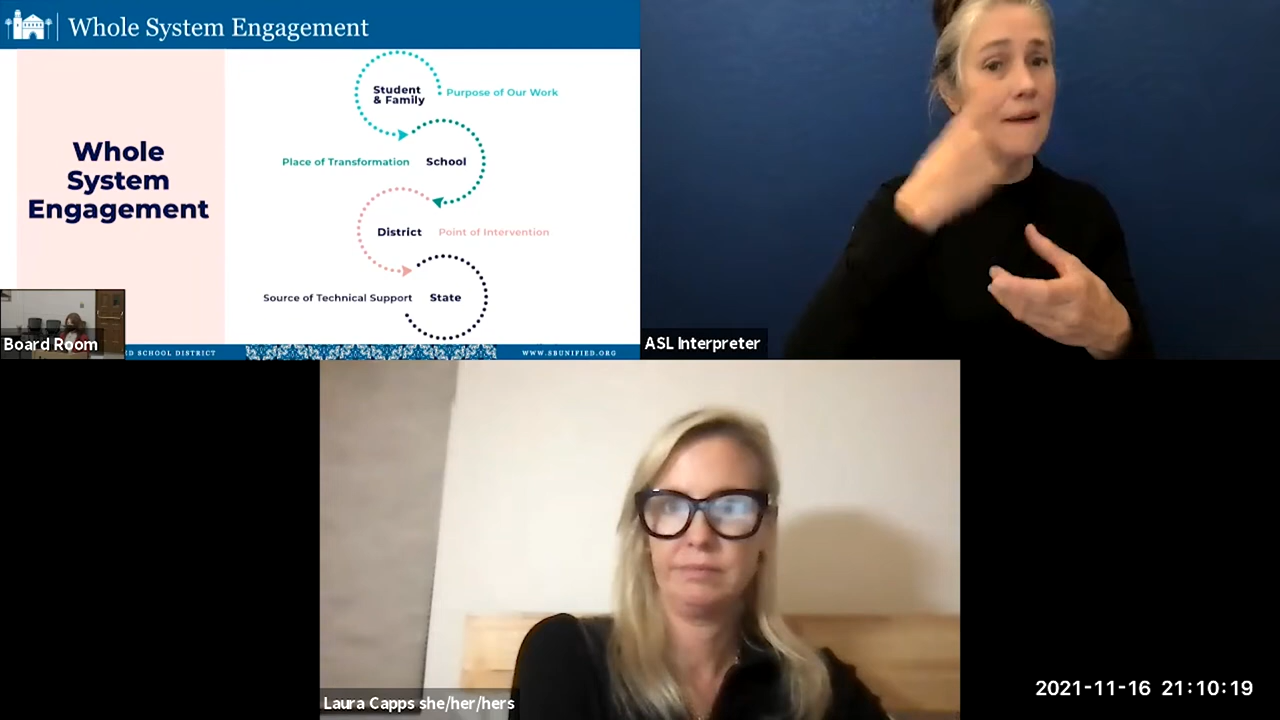 Whole System Engagement
Whole
System
Engagement
Student
& Family
Purpose of Our Work
Place of Transformation
School
District
Point of Intervention
Source of Technical Support
State
Board Room
D SCHOOL DISTRICT
WWW.SBUNIFIED.ORG
ASL Interpreter
Laura Capps she/her/hers
2021-11-16 21:10:19